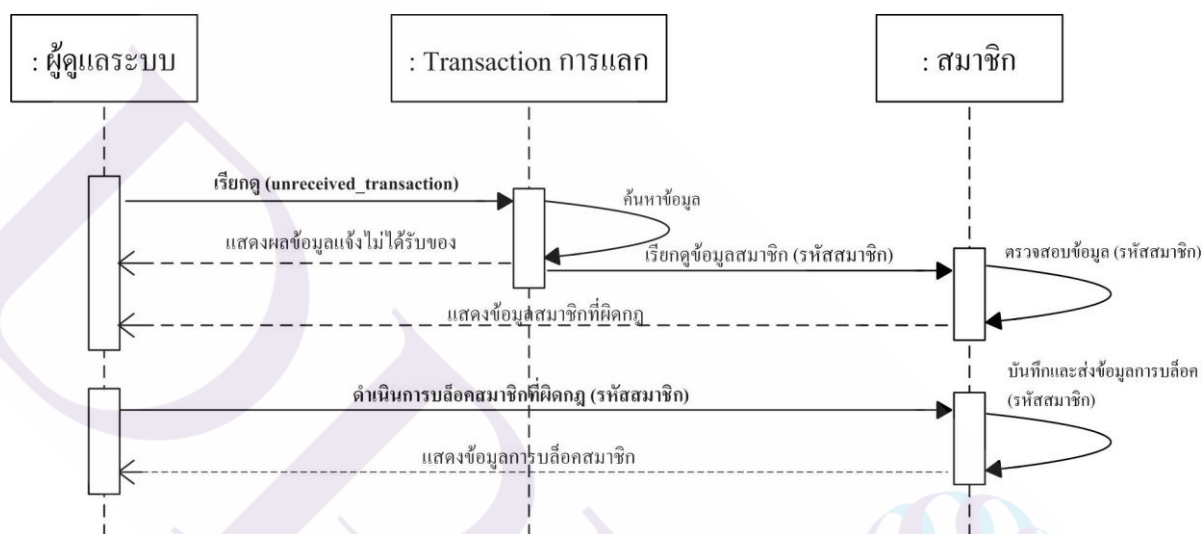 : ผู้ดูแลระบบ
: Transaction การแลก
: สมาชิก
เรียกดู (unreceived_transaction)
ค้นหาข้อมูล
แสดงผลข้อมูลแจ้งไม่ได้รับของ
เรียกดูข้อมูลสมาชิก (รหัสสมาชิก)
ตรวจสอบข้อมูล (รหัสสมาชิก)
แสดงข้อมูลสมาชิกที่ผิดกฎ
บันทึกและส่งข้อมูลการบล็อค
(รหัสสมาชิก)
ดำเนินการบล็อคสมาชิกที่ผิดกฎ (รหัสสมาชิก)
แสดงข้อมูลการบล็อคสมาชิก